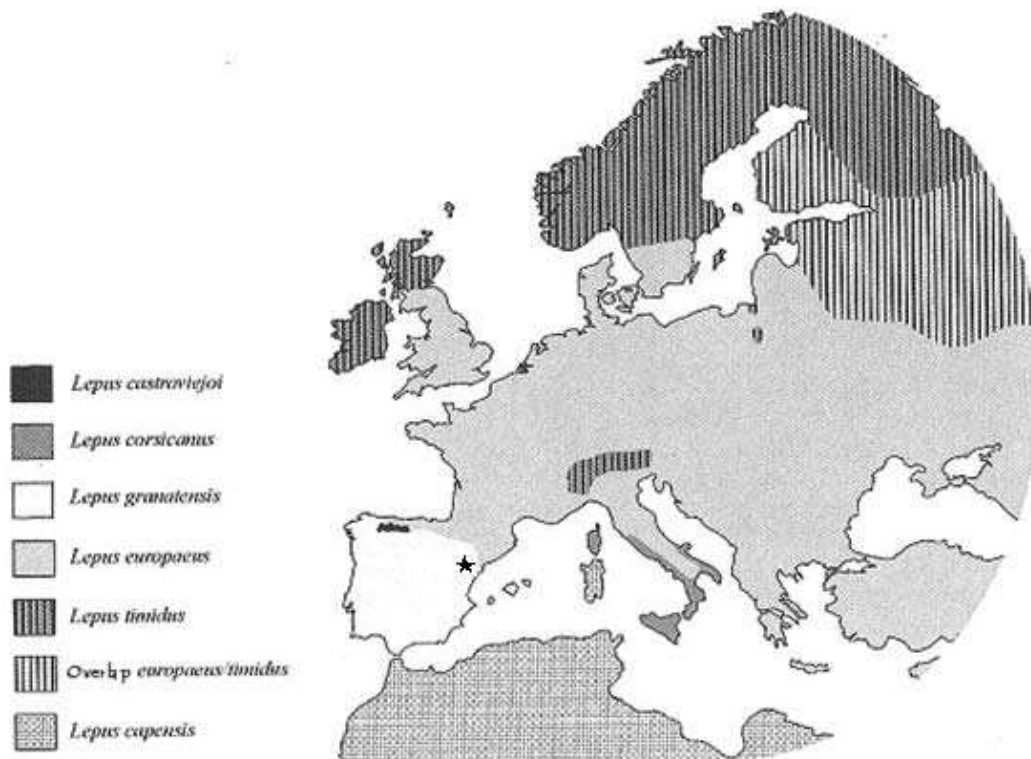 Lepus castroviejoi
Lepus corsicanus
Lepus granatensis
Lepus europaeus
Lepus timidus
Overlap europaeus/timidus
Lepus capensis